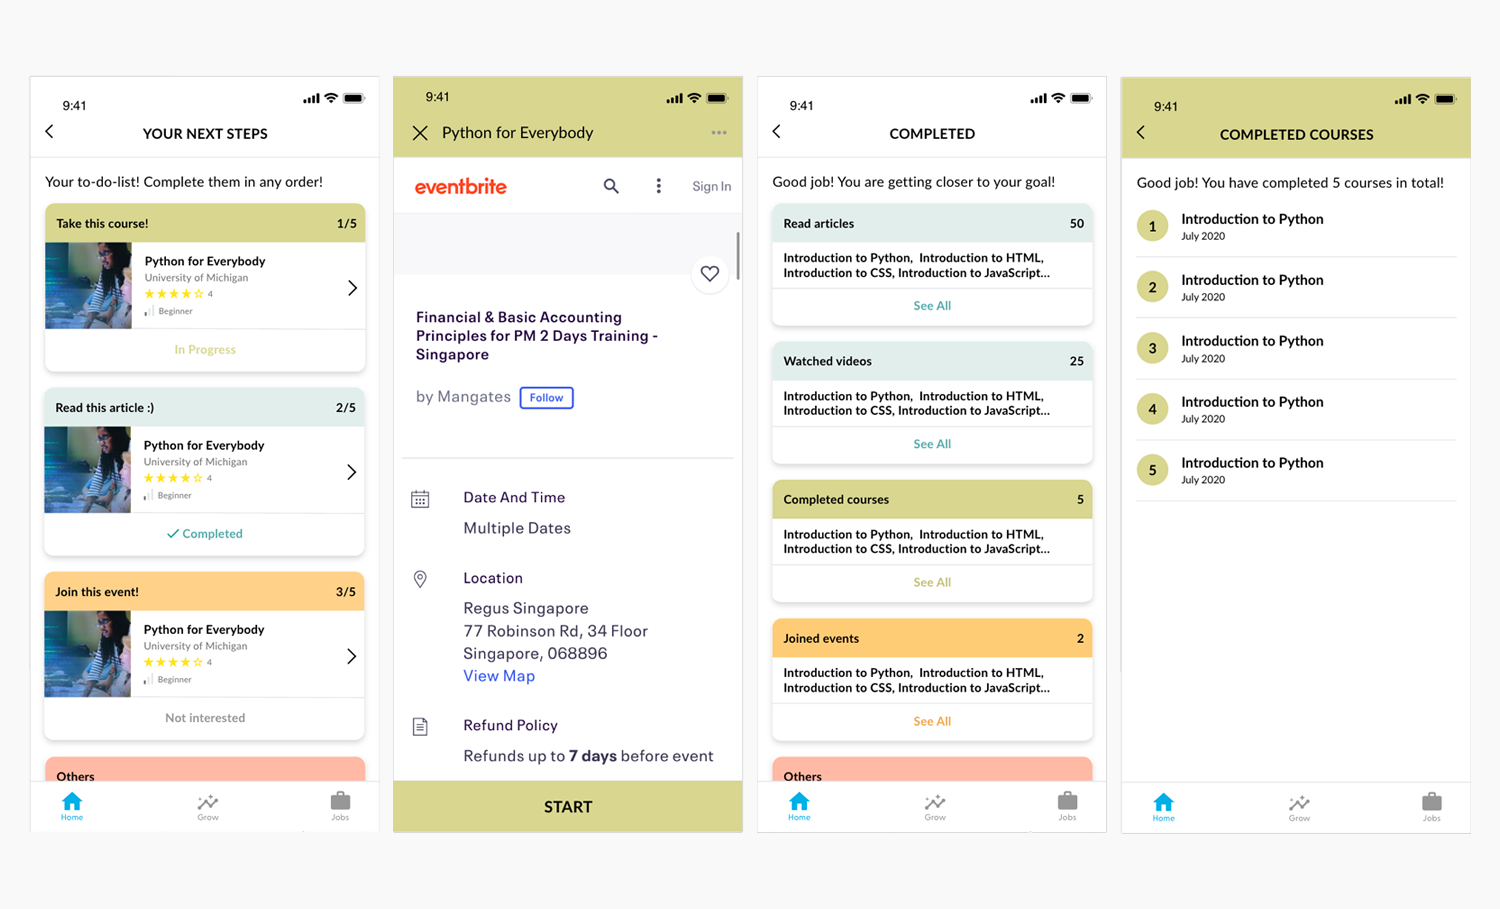 9:41
YOUR NEXT STEPS
Your to-do-list! Complete them in any order!
Take this course! 1/5
Python for Everybody
University of Michigan
4
Beginner
In Progress
Read this article :) 2/5
Python for Everybody
University of Michigan
4
Beginner
Completed
Join this event! 3/5
Python for Everybody
University of Michigan
4
Beginner
Not interested
Others
Home Grow Jobs
9:41
Python for Everybody
eventbrite Sign In
Financial & Basic Accounting
Principles for PM 2 Days Training -
Singapore
by Mangates Follow
Date And Time
Multiple Dates
Location
Regus Singapore
77 Robinson Rd, 34 Floor
Singapore, 068896
View Map
Refund Policy
Refunds up to 7 days before event
START
9:41
COMPLETED
Good job! You are getting closer to your goal!
Read articles 50
Introduction to Python, Introduction to HTML,
Introduction to CSS, Introduction to JavaScript...
See All
Watched videos 25
Introduction to Python, Introduction to HTML,
Introduction to CSS, Introduction to JavaScript...
See All
Completed courses 5
Introduction to Python, Introduction to HTML,
Introduction to CSS, Introduction to JavaScript...
See All
Joined events 2
Introduction to Python, Introduction to HTML,
Introduction to CSS, Introduction to JavaScript...
See All
Others
Home Grow Jobs
9:41
COMPLETED COURSES
Good job! You have completed 5 courses in total!
1 Introduction to Python
July 2020
2 Introduction to Python
July 2020
3 Introduction to Python
July 2020
4 Introduction to Python
July 2020
5 Introduction to Python
July 2020
Home Grow Jobs